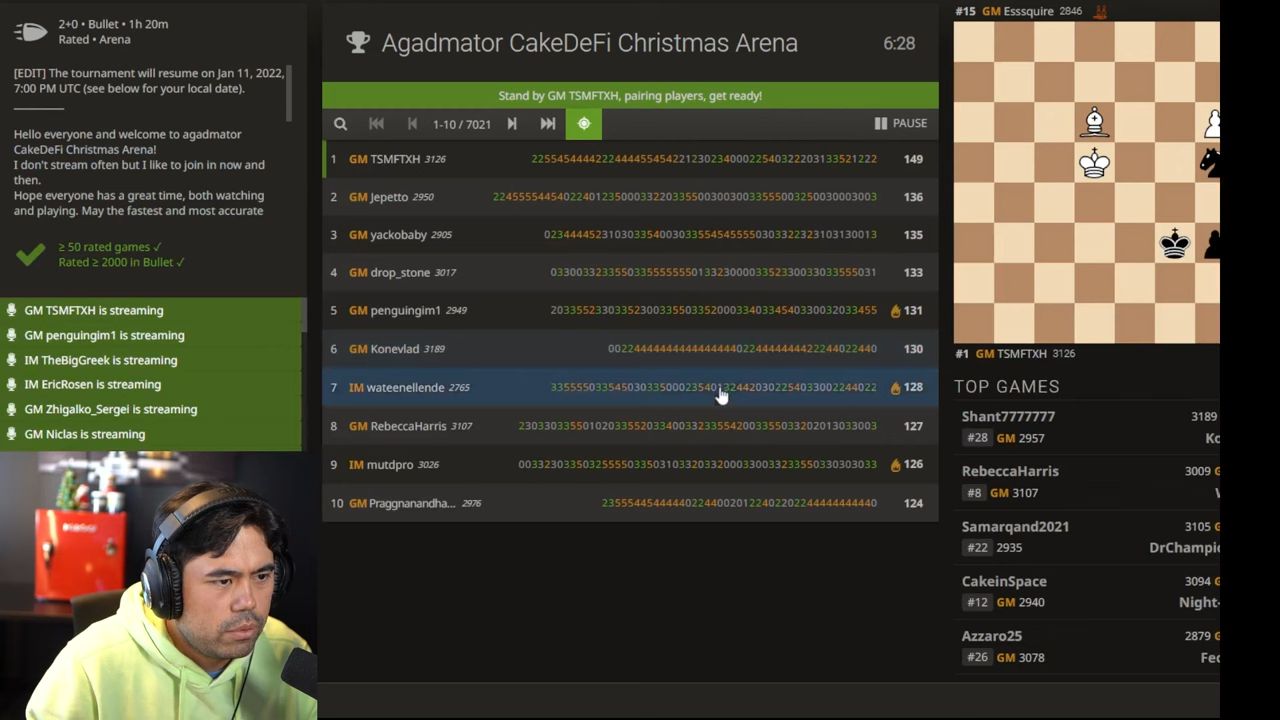 2+0 • Bullet • 1h 20m
Rated • Arena
[EDIT] The tournament will resume on Jan 11, 2022,
7:00 PM UTC (see below for your local date).
Hello everyone and welcome to agadmator
CakeDeFi Christmas Arena!
I don't stream often but I like to join in now and
then.
Hope everyone has a great time, both watching
and playing. May the fastest and most accurate
≥ 50 rated games ✓
Rated ≥ 2000 in Bullet ✓
GM TSMFTXH is streaming
GM penguingim1 is streaming
IM TheBigGreek is streaming
IM EricRosen is streaming
GM Zhigalko_Sergei is streaming
GM Niclas is streaming
Agadmator CakeDeFi Christmas Arena 6:28
Stand by GM TSMFTXH, pairing players, get ready!
1-10 / 7021 PAUSE
1 GM TSMFTXH 3126 149
2 GM Jepetto 2950 136
3 GM yackobaby 2905 135
4 GM drop_stone 3017 133
5 GM penguingim1 2949 131
6 GM Konevlad 3189 130
7 IM wateenellende 2765 128
8 GM RebeccaHarris 3107 127
9 IM mutdpro 3026 126
10 GM Praggnanandha... 2976 124
#15 GM Esssquire 2846
#1 GM TSMFTXH 3126
TOP GAMES
Shant7777777 3189
#28 GM 2957 Ko
RebeccaHarris 3009
#8 GM 3107
Samarqand2021 3105
#22 GM 2935 DrChampi
CakeinSpace 3094
#12 GM 2940 Night-
Azzaro25 2879
#26 GM 3078 Fe